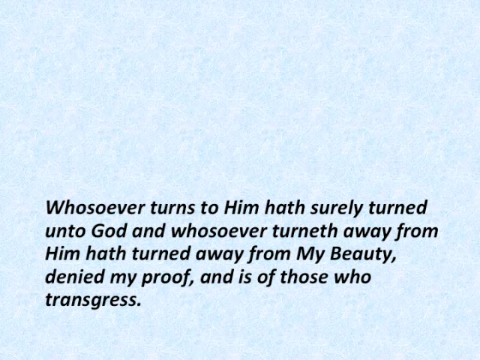 Whosoever turns to Him hath surely turned
unto God and whosoever turneth away from
Him hath turned away from My Beauty,
denied my proof, and is of those who
transgress.